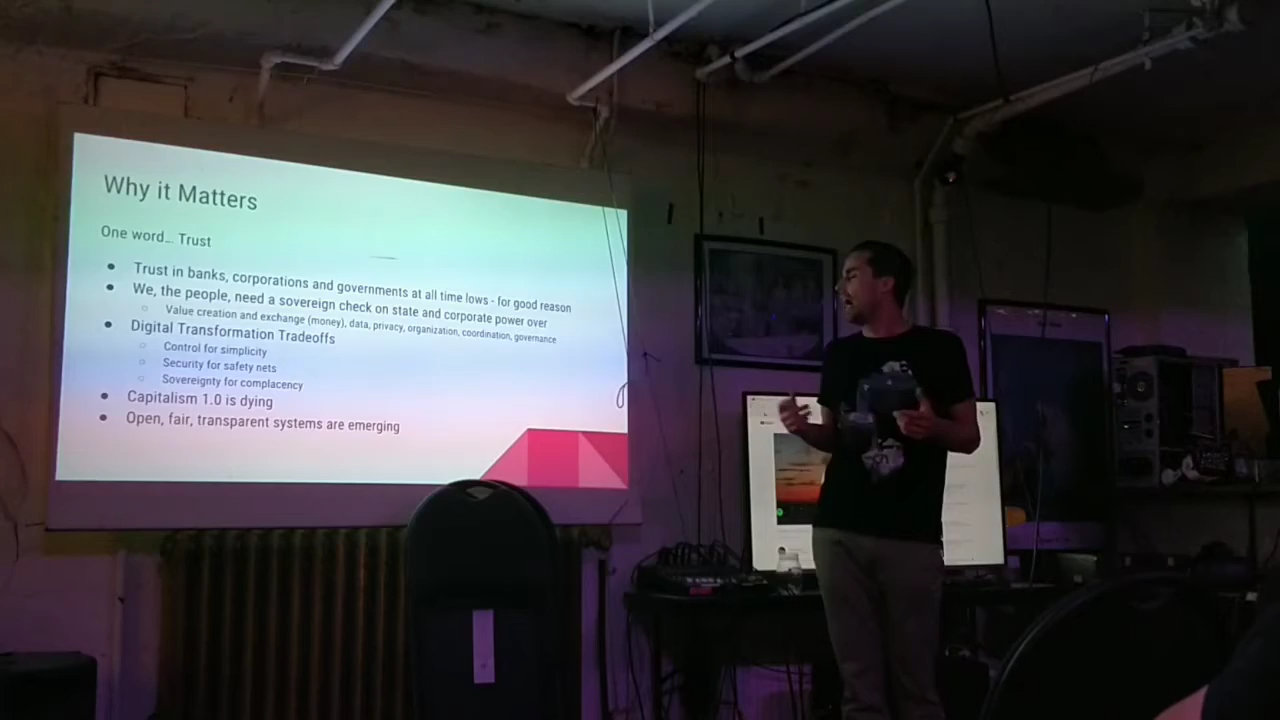 Why it Matters
One word... Trust
Trust in banks, corporations and governments at all time lows - for good reason
We, the people, need a sovereign check on state and corporate power over
Value creation and exchange (money), data, privacy, organization, coordination, governance
Digital Transformation Tradeoffs
Control for simplicity
Security for safety nets
Sovereignty for complacency
Capitalism 1.0 is dying
Open, fair, transparent systems are emerging